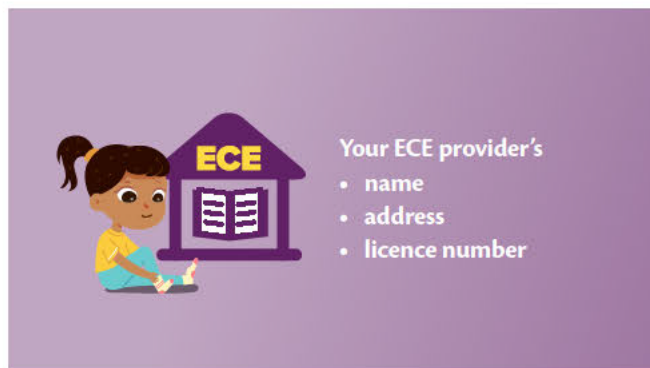 ECE
Your ECE provider's
• name
• address
• licence number